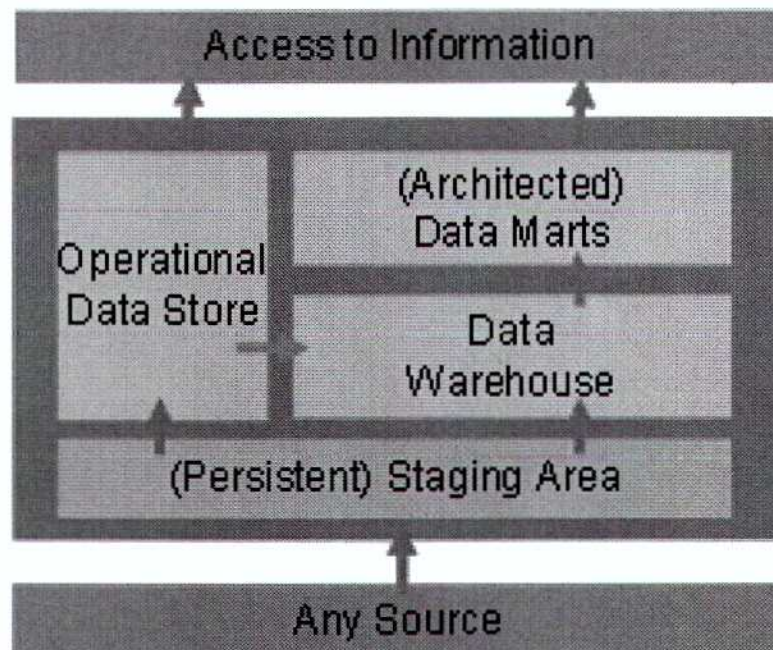 Access to Information
(Architected)
Data Marts
Operational
Data Store
Data
Warehouse
(Persistent) Staging Area
Any Source